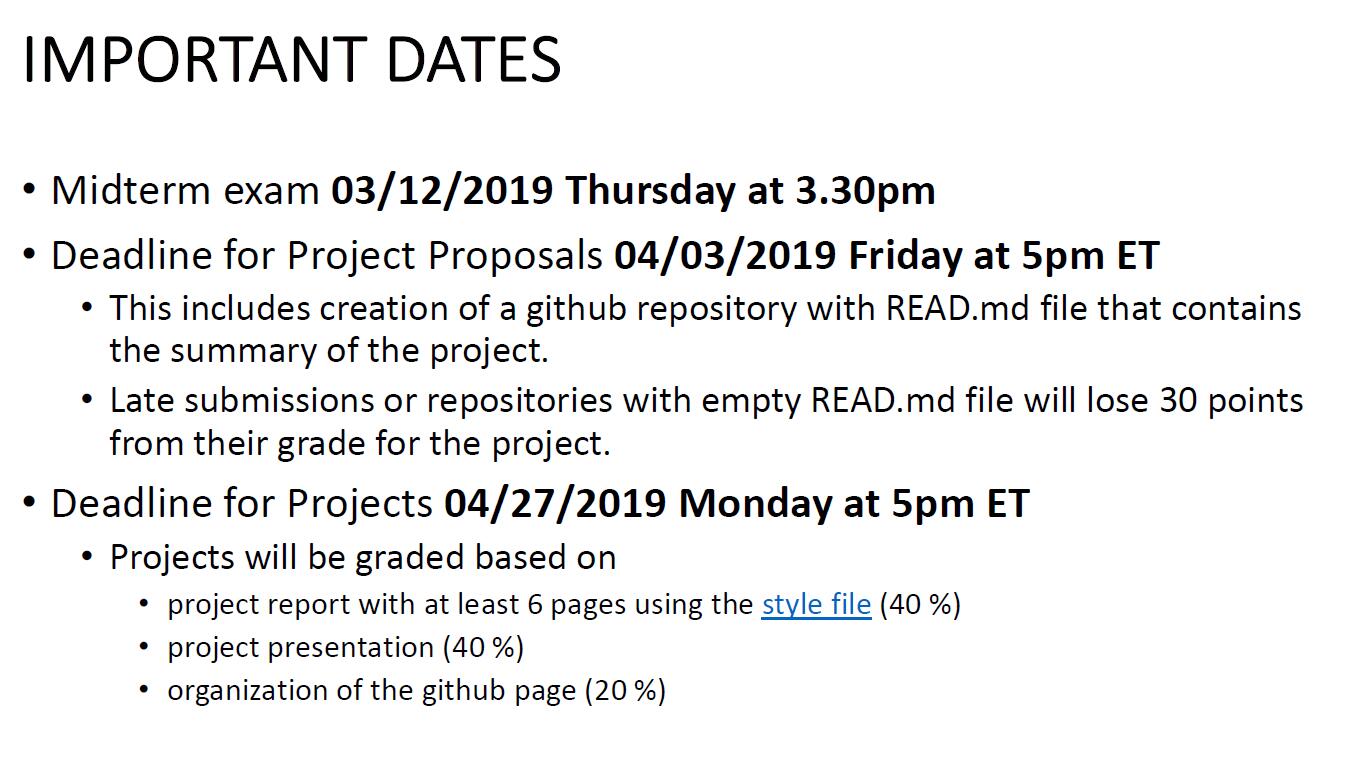 IMPORTANT DATES
• Midterm exam 03/12/2019 Thursday at 3.30pm
• Deadline for Project Proposals 04/03/2019 Friday at 5pm ET
• This includes creation of a github repository with READ.md file that contains
the summary of the project.
• Late submissions or repositories with empty READ.md file will lose 30 points
from their grade for the project.
• Deadline for Projects 04/27/2019 Monday at 5pm ET
• Projects will be graded based on
• project report with at least 6 pages using the style file (40 %)
• project presentation (40 %)
• organization of the github page (20 %)